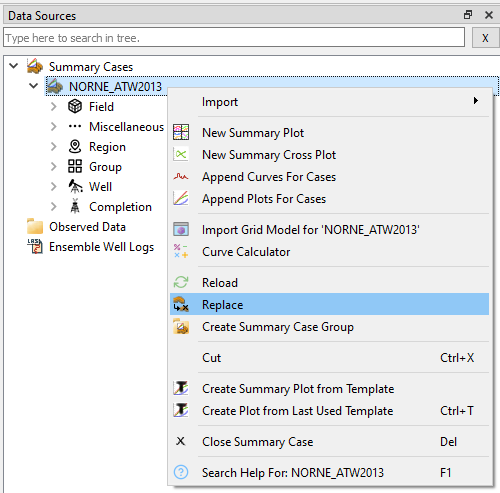 Data Sources
Type here to search in tree.
X
Summary Cases
NORNE_ATW2013
Field
Miscellaneous
Region
Group
Well
Completion
Observed Data
Ensemble Well Logs
Import
New Summary Plot
New Summary Cross Plot
Append Curves For Cases
Append Plots For Cases
Import Grid Model for 'NORNE_ATW2013'
Curve Calculator
Reload
Replace
Create Summary Case Group
Cut Ctrl+X
Create Summary Plot from Template
Create Plot from Last Used Template Ctrl+T
Close Summary Case Del
Search Help For: NORNE_ATW2013 F1